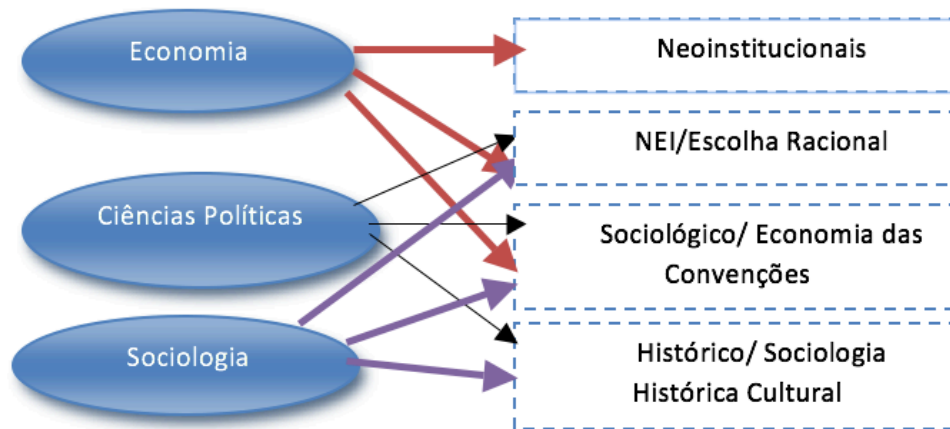 Economia
Neoinstitucionais
NEI/Escolha Racional
Ciências Políticas
Sociológico/ Economia das
Convenções
Sociologia
Histórico/ Sociologia
Histórica Cultural